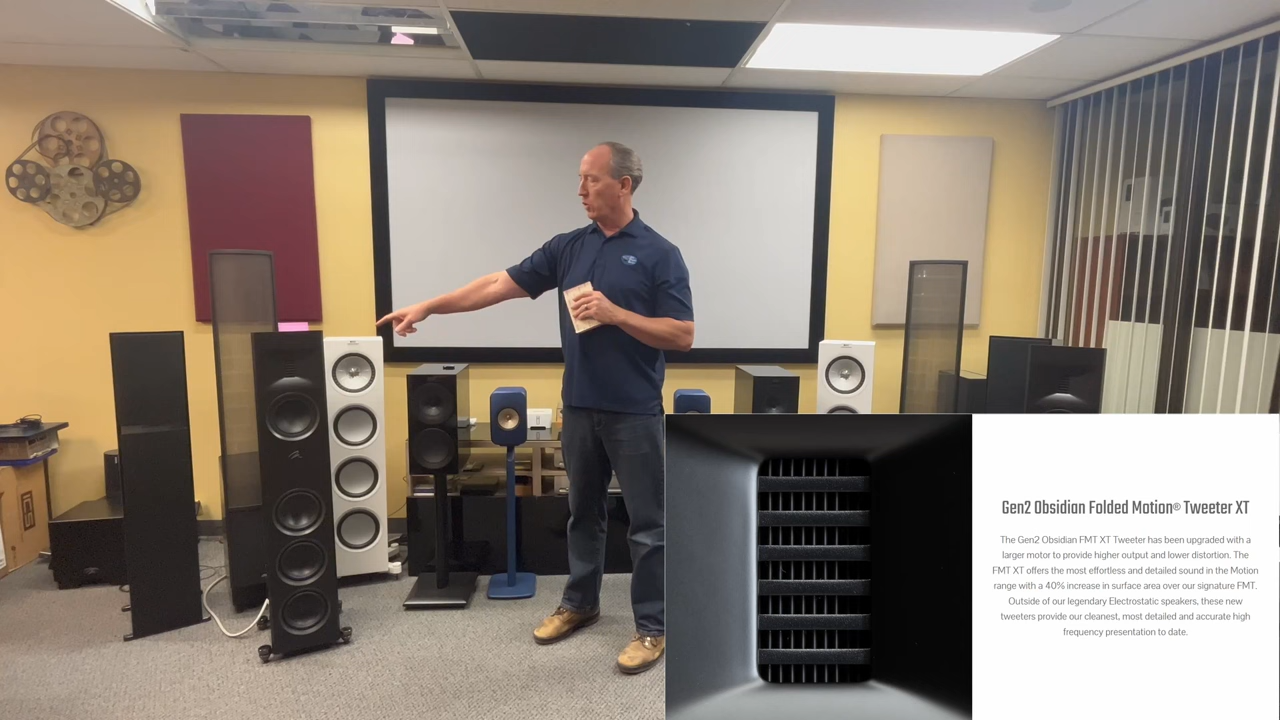 Gen2 Obsidian Folded Motion® Tweeter XT
The Gen2 Obsidian FMT XT Tweeter has been upgraded with a
larger motor to provide higher output and lower distortion. The
FMT XT offers the most effortless and detailed sound in the Motion
range with a 40% increase in surface area over our signature FMT.
Outside of our legendary Electrostatic speakers, these new
tweeters provide our cleanest, most detailed and accurate high
frequency presentation to date.